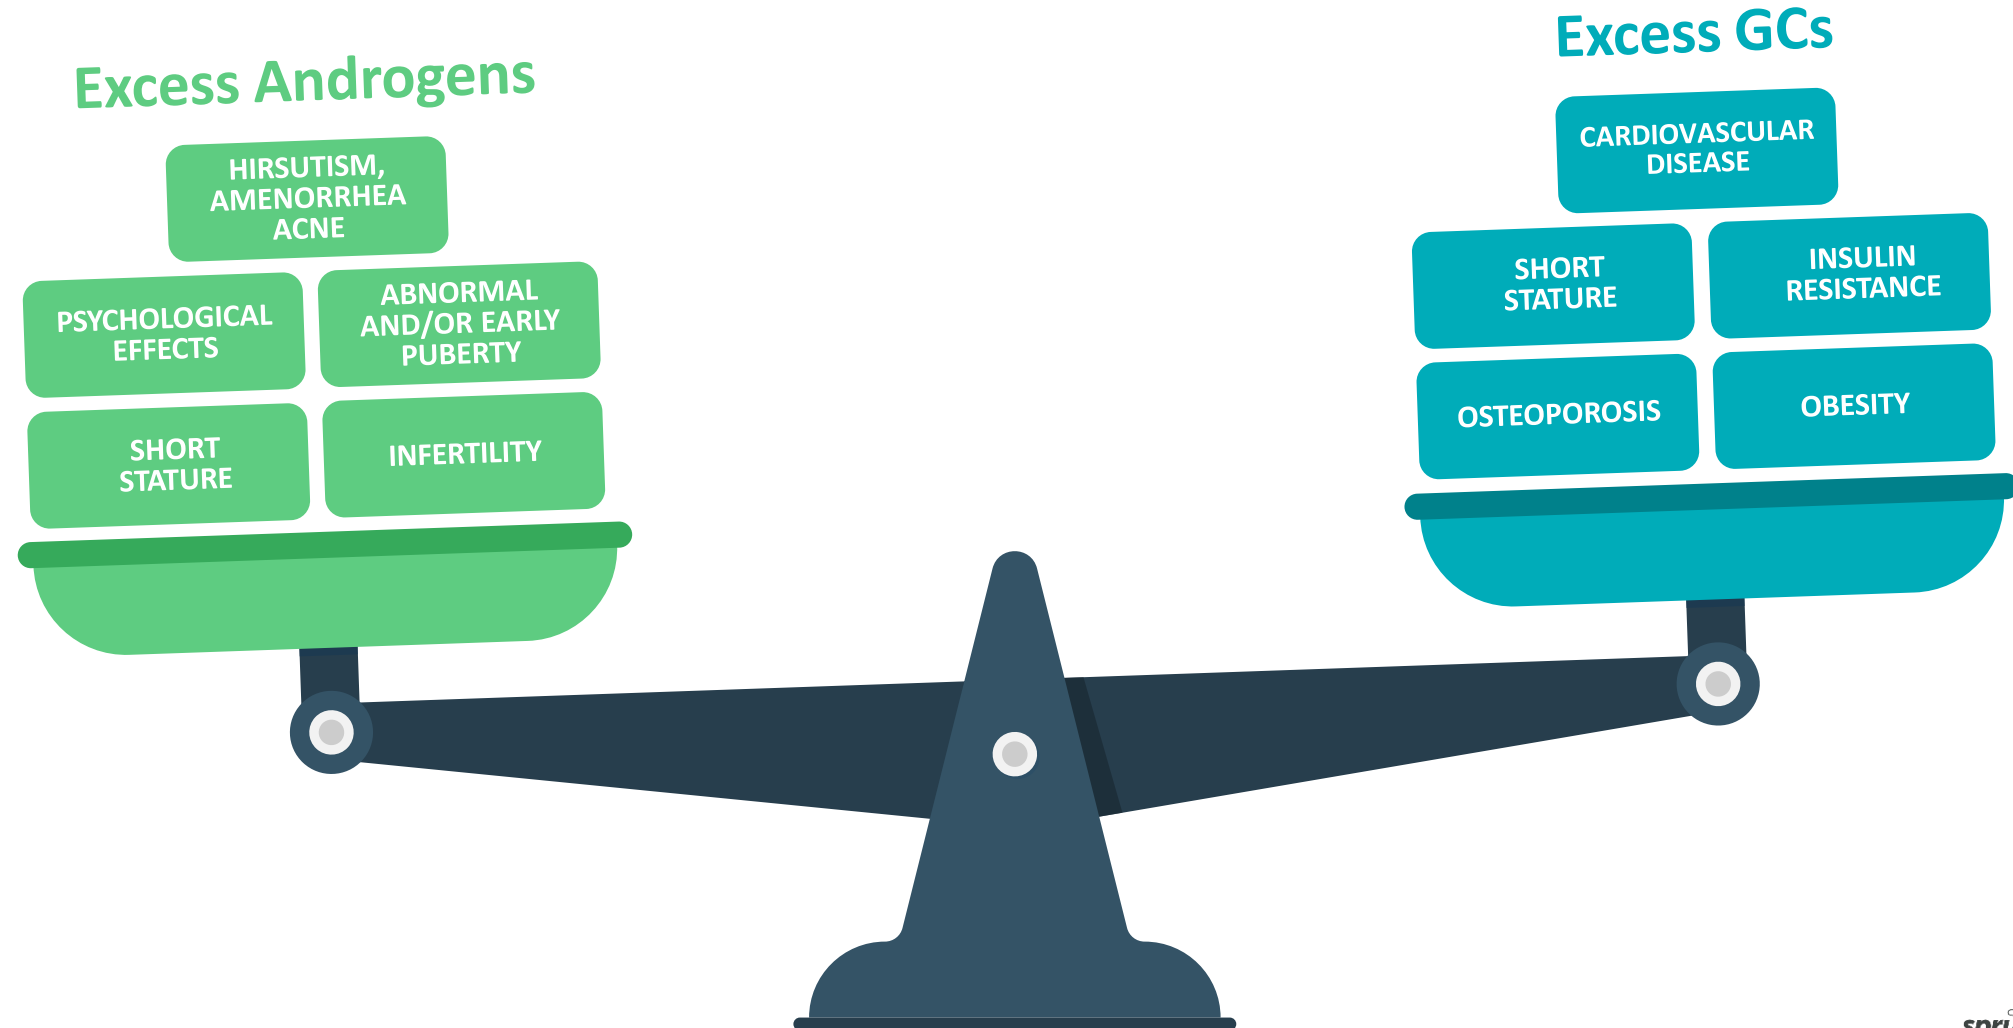 Excess Androgens
HIRSUTISM,
AMENORRHEA
ACNE
PSYCHOLOGICAL
EFFECTS
ABNORMAL
AND/OR EARLY
PUBERTY
SHORT
STATURE
INFERTILITY
Excess GCs
CARDIOVASCULAR
DISEASE
SHORT
STATURE
INSULIN
RESISTANCE
OSTEOPOROSIS
OBESITY